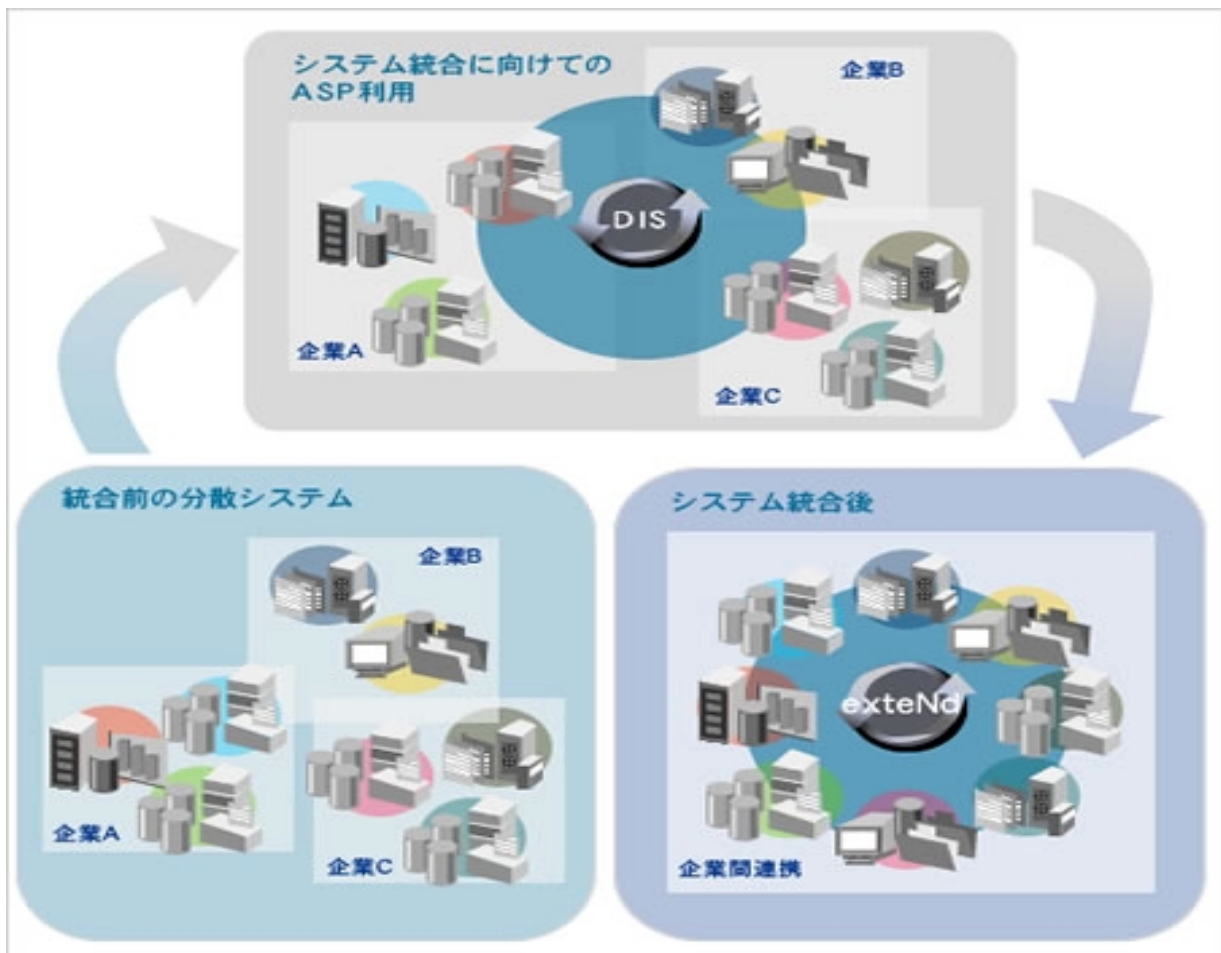 システム統合に向けての
ASP利用
企業B
DIS
企業A
企業C
統合前の分散システム
企業B
企業A
企業C
システム統合後
exteNd
企業間連携